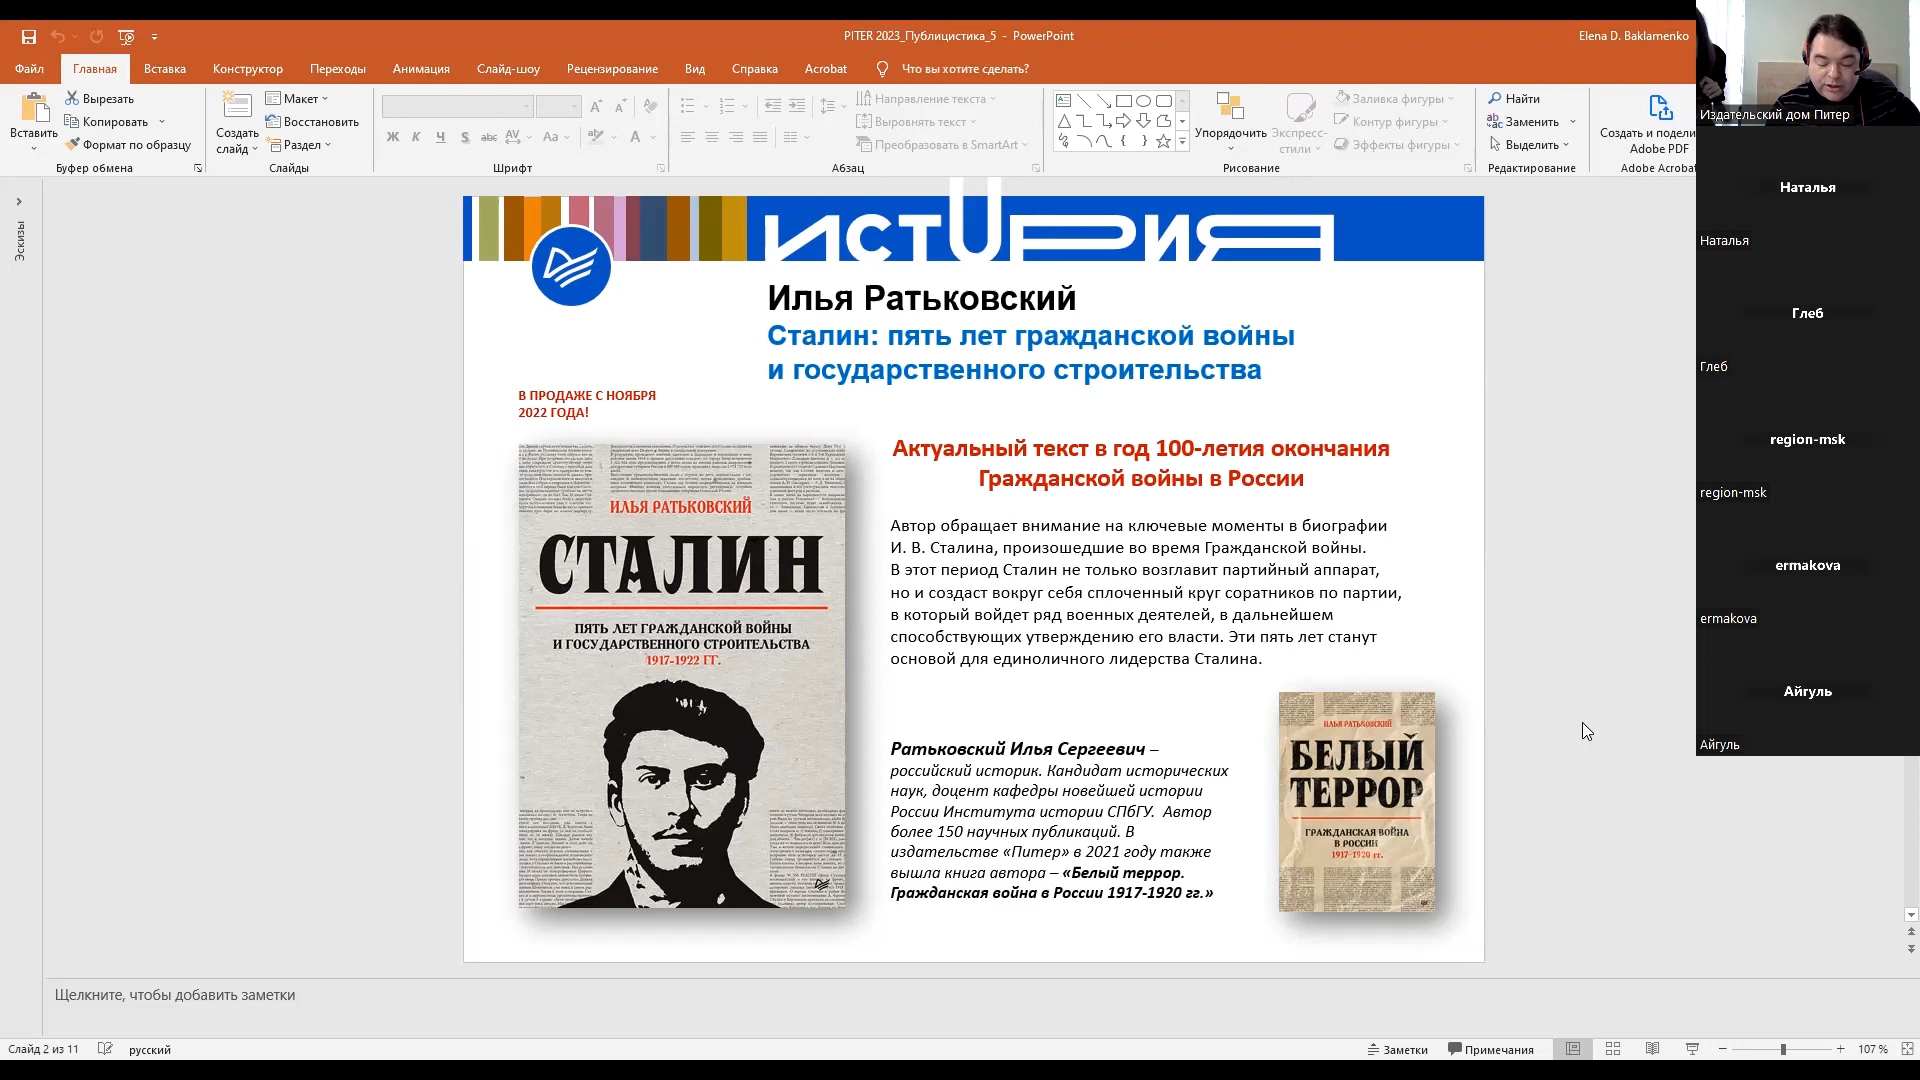 PITER 2023_Публицистика_5 - PowerPoint
Elena D. Baklamenko
Файл
Главная
Вставка
Конструктор
Переходы
Анимация
Слайд-шоу
Рецензирование
Вид
Справка
Acrobat
Что вы хотите сделать?
Вставить
Вырезать
Копировать
Формат по образцу
Буфер обмена
Создать
слайд
Макет
Восстановить
Раздел
Слайды
Ж К Ч S abc AV Aa A
Шрифт
Направление текста
Выровнять текст
Преобразовать в SmartArt
Абзац
Упорядочить
Экспресс-
стили
Заливка фигуры
Контур фигуры
Эффекты фигуры
Рисование
Найти
Заменить
Выделить
Редактирование
Создать и подели
Adobe PDF
Adobe Acrobat
Издательский дом Питер
Наталья
Наталья
Глеб
Глеб
region-msk
region-msk
ermakova
ermakova
Айгуль
Айгуль
Эскизы
ИСТОРИЯ
Илья Ратьковский
Сталин: пять лет гражданской войны
и государственного строительства
В ПРОДАЖЕ С НОЯБРЯ
2022 ГОДА!
ИЛЬЯ РАТЬКОВСКИЙ
СТАЛИН
ПЯТЬ ЛЕТ ГРАЖДАНСКОЙ ВОЙНЫ
И ГОСУДАРСТВЕННОГО СТРОИТЕЛЬСТВА
1917-1922 ГГ.
Актуальный текст в год 100-летия окончания
Гражданской войны в России
Автор обращает внимание на ключевые моменты в биографии
И. В. Сталина, произошедшие во время Гражданской войны.
В этот период Сталин не только возглавит партийный аппарат,
но и создаст вокруг себя сплоченный круг соратников по партии,
в который войдет ряд военных деятелей, в дальнейшем
способствующих утверждению его власти. Эти пять лет станут
основой для единоличного лидерства Сталина.
Ратьковский Илья Сергеевич –
российский историк. Кандидат исторических
наук, доцент кафедры новейшей истории
России Института истории СПбГУ. Автор
более 150 научных публикаций. В
издательстве «Питер» в 2021 году также
вышла книга автора – «Белый террор.
Гражданская война в России 1917-1920 гг.»
ИЛЬЯ РАТЬКОВСКИЙ
БЕЛЫЙ
ТЕРРОР
ГРАЖДАНСКАЯ ВОЙНА
В РОССИИ
1917-1920 гг.
Щелкните, чтобы добавить заметки
Слайд 2 из 11
русский
Заметки
Примечания
107 %